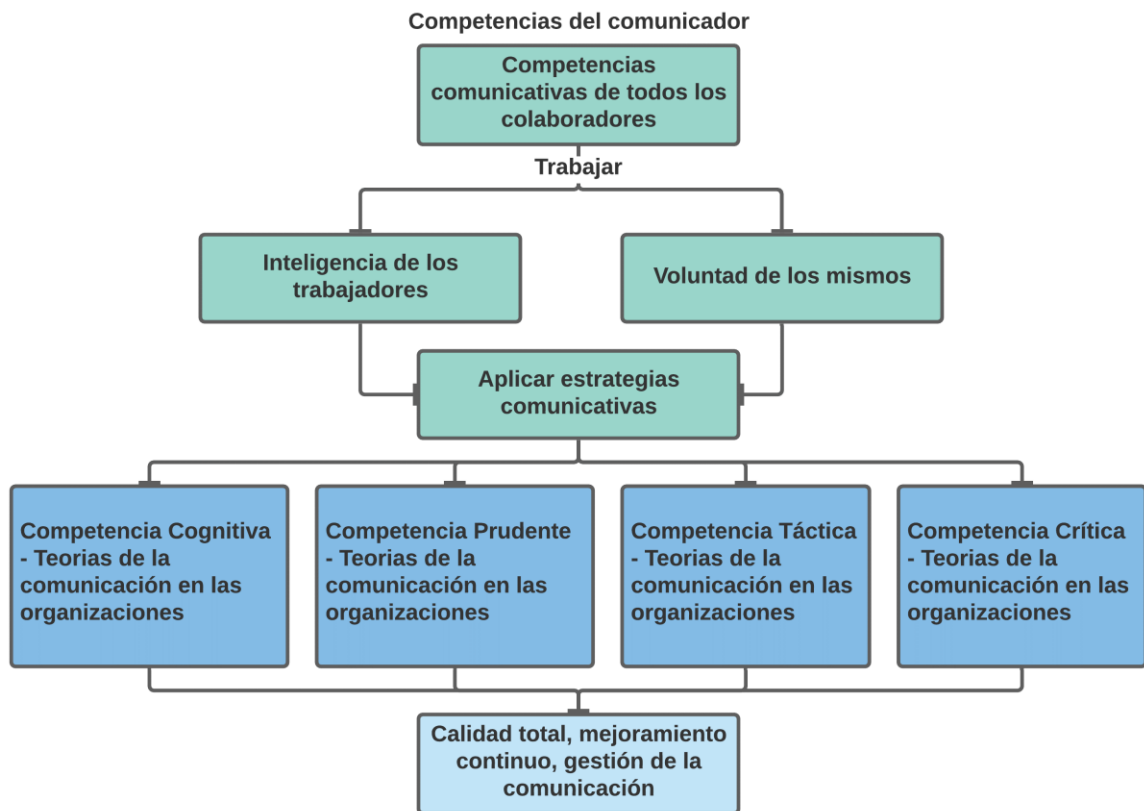 Competencias del comunicador
Competencias
comunicativas de todos los
colaboradores
Trabajar
Inteligencia de los
trabajadores
Voluntad de los mismos
Aplicar estrategias
comunicativas
Competencia Cognitiva
- Teorias de la
comunicación en las
organizaciones
Competencia Prudente
- Teorias de la
comunicación en las
organizaciones
Competencia Táctica
- Teorias de la
comunicación en las
organizaciones
Competencia Crítica
- Teorias de la
comunicación en las
organizaciones
Calidad total, mejoramiento
continuo, gestión de la
comunicación